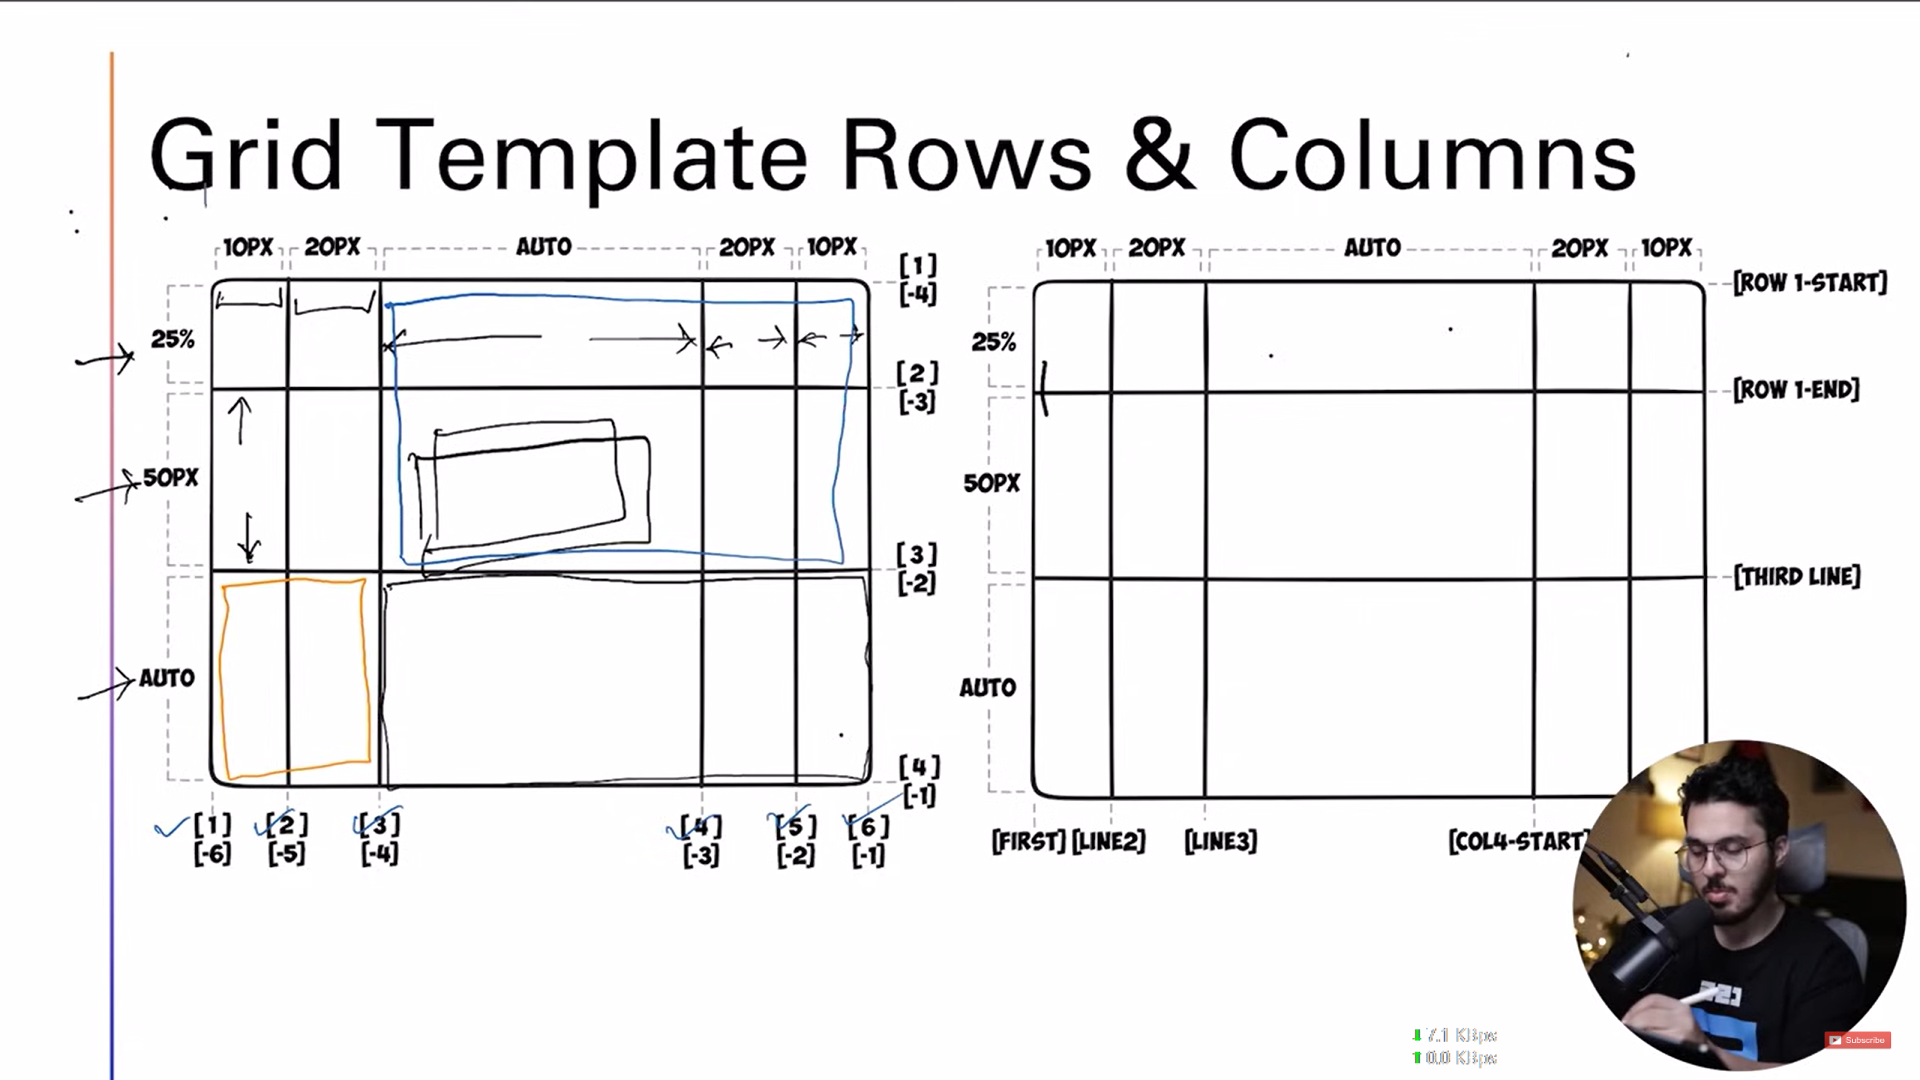 Grid Template Rows & Columns
10PX 20PX AUTO 20PX 10PX
[1]
[-4]
25%
[2]
[-3]
50PX
[3]
[-2]
AUTO
[4]
[-1]
[1] [2] [3] [4] [5] [6]
[-6] [-5] [-4] [-3] [-2] [-1]
10PX 20PX AUTO 20PX 10PX
[ROW 1-START]
25%
[ROW 1-END]
50PX
[THIRD LINE]
AUTO
[FIRST] [LINE2] [LINE3] [COL4-START]
7.1 KBps
0.0 KBps
Subscribe